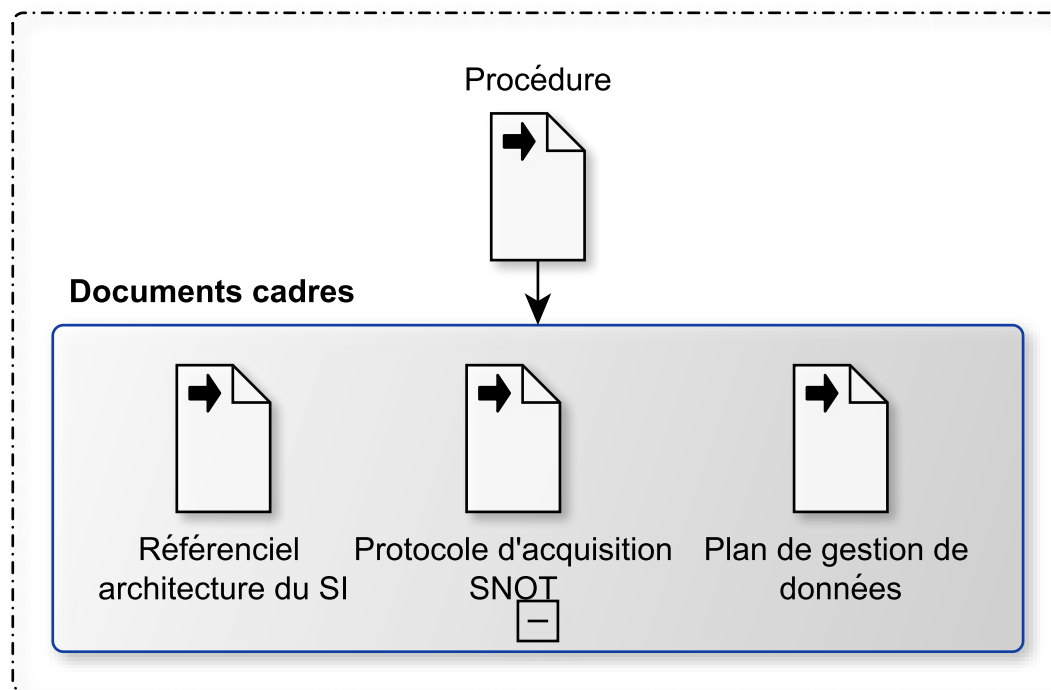 Procédure
Documents cadres
Référenciel
architecture du SI
Protocole d'acquisition
SNOT
Plan de gestion de
données